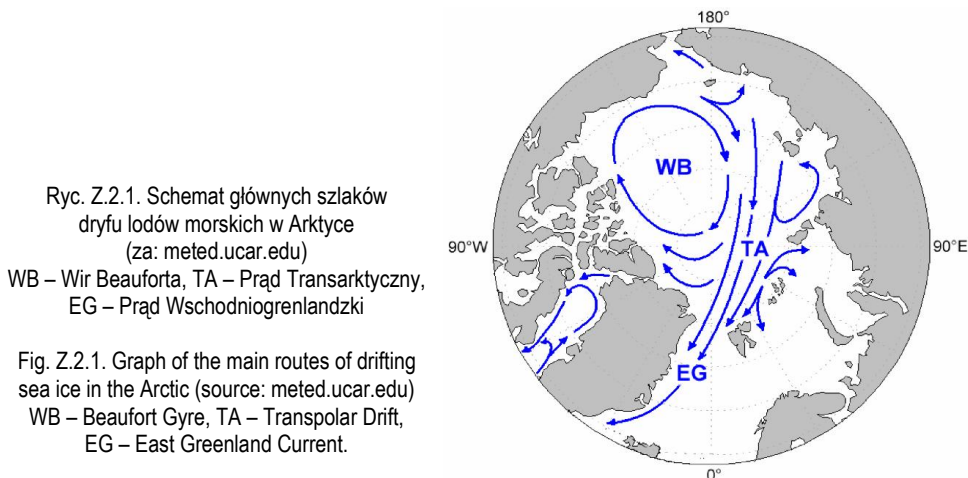 Ryc. Z.2.1. Schemat głównych szlaków
dryfu lodów morskich w Arktyce
(za: meted.ucar.edu)
WB – Wir Beauforta, TA – Prąd Transarktyczny,
EG – Prąd Wschodniogrenlandzki
Fig. Z.2.1. Graph of the main routes of drifting
sea ice in the Arctic (source: meted.ucar.edu)
WB – Beaufort Gyre, TA – Transpolar Drift,
EG – East Greenland Current.
180°
WB
90°W
TA
90°E
EG
0°